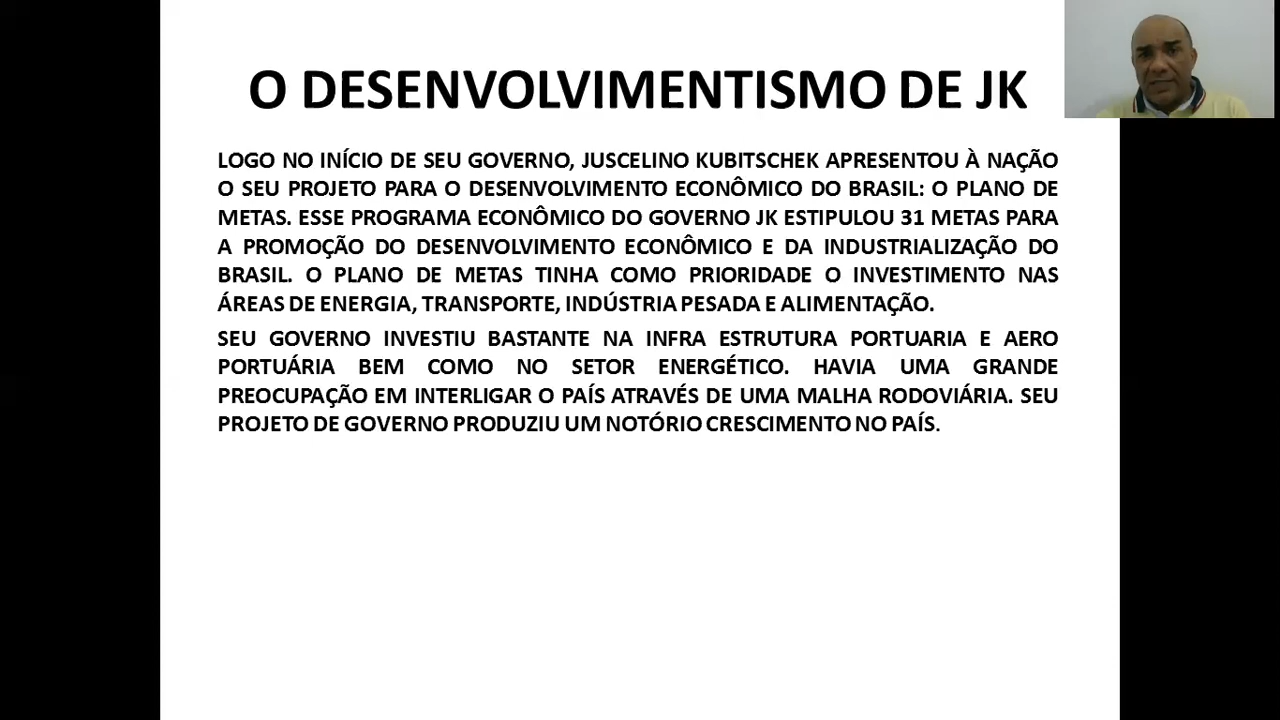 O DESENVOLVIMENTISMO DE JK
LOGO NO INÍCIO DE SEU GOVERNO, JUSCELINO KUBITSCHEK APRESENTOU À NAÇÃO
O SEU PROJETO PARA O DESENVOLVIMENTO ECONÔMICO DO BRASIL: O PLANO DE
METAS. ESSE PROGRAMA ECONÔMICO DO GOVERNO JK ESTIPULOU 31 METAS PARA
A PROMOÇÃO DO DESENVOLVIMENTO ECONÔMICO E DA INDUSTRIALIZAÇÃO DO
BRASIL. O PLANO DE METAS TINHA COMO PRIORIDADE O INVESTIMENTO NAS
ÁREAS DE ENERGIA, TRANSPORTE, INDÚSTRIA PESADA E ALIMENTAÇÃO.
SEU GOVERNO INVESTIU BASTANTE NA INFRA ESTRUTURA PORTUARIA E AERO
PORTUÁRIA BEM COMO NO SETOR ENERGÉTICO. HAVIA UMA GRANDE
PREOCUPAÇÃO EM INTERLIGAR O PAÍS ATRAVÉS DE UMA MALHA RODOVIÁRIA. SEU
PROJETO DE GOVERNO PRODUZIU UM NOTÓRIO CRESCIMENTO NO PAÍS.